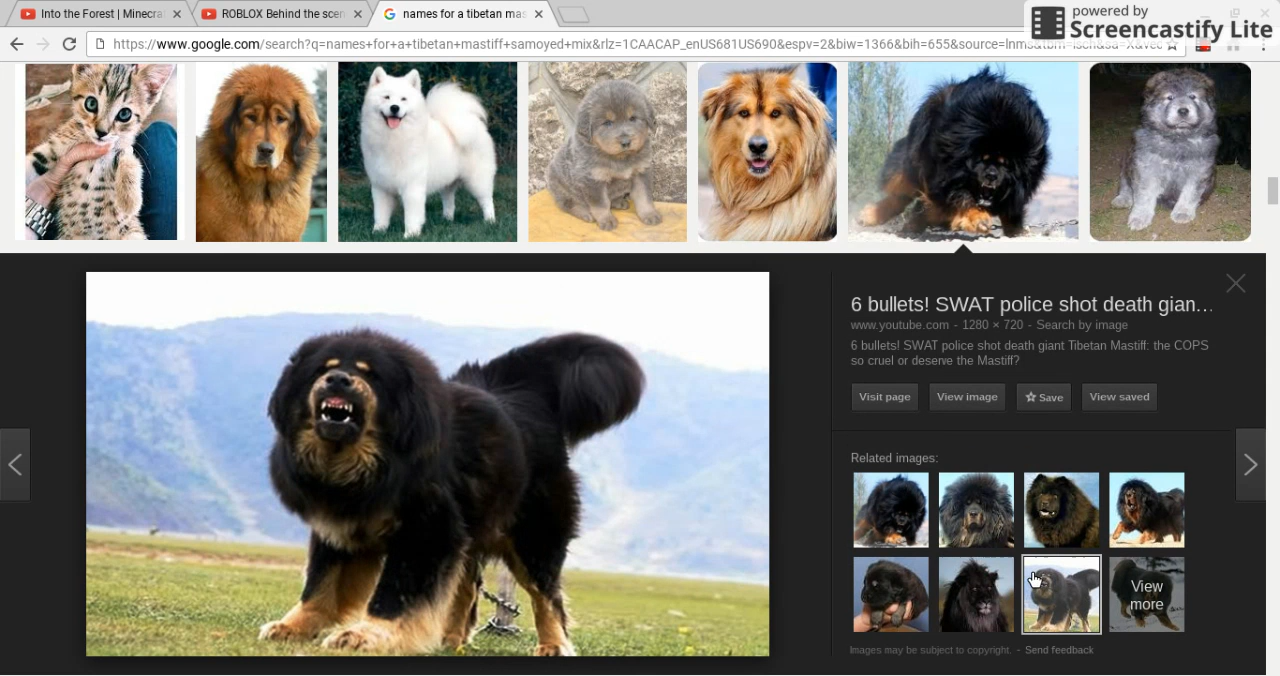 Into the Forest | Minecra
ROBLOX Behind the scen
names for a tibetan mas
powered by
Screencastify Lite
https://www.google.com/search?q=names+for+a+tibetan+mastiff+samoyed+mix&rlz=1CAACAP_enUS681US690&espv=2&biw=1366&bih=655&source=lnms&tbm=isch&sa=X&ved
6 bullets! SWAT police shot death gian...
www.youtube.com - 1280 × 720 - Search by image
6 bullets! SWAT police shot death giant Tibetan Mastiff: the COPS
so cruel or deserve the Mastiff?
Visit page
View image
Save
View saved
Related images:
View
more
Images may be subject to copyright. - Send feedback